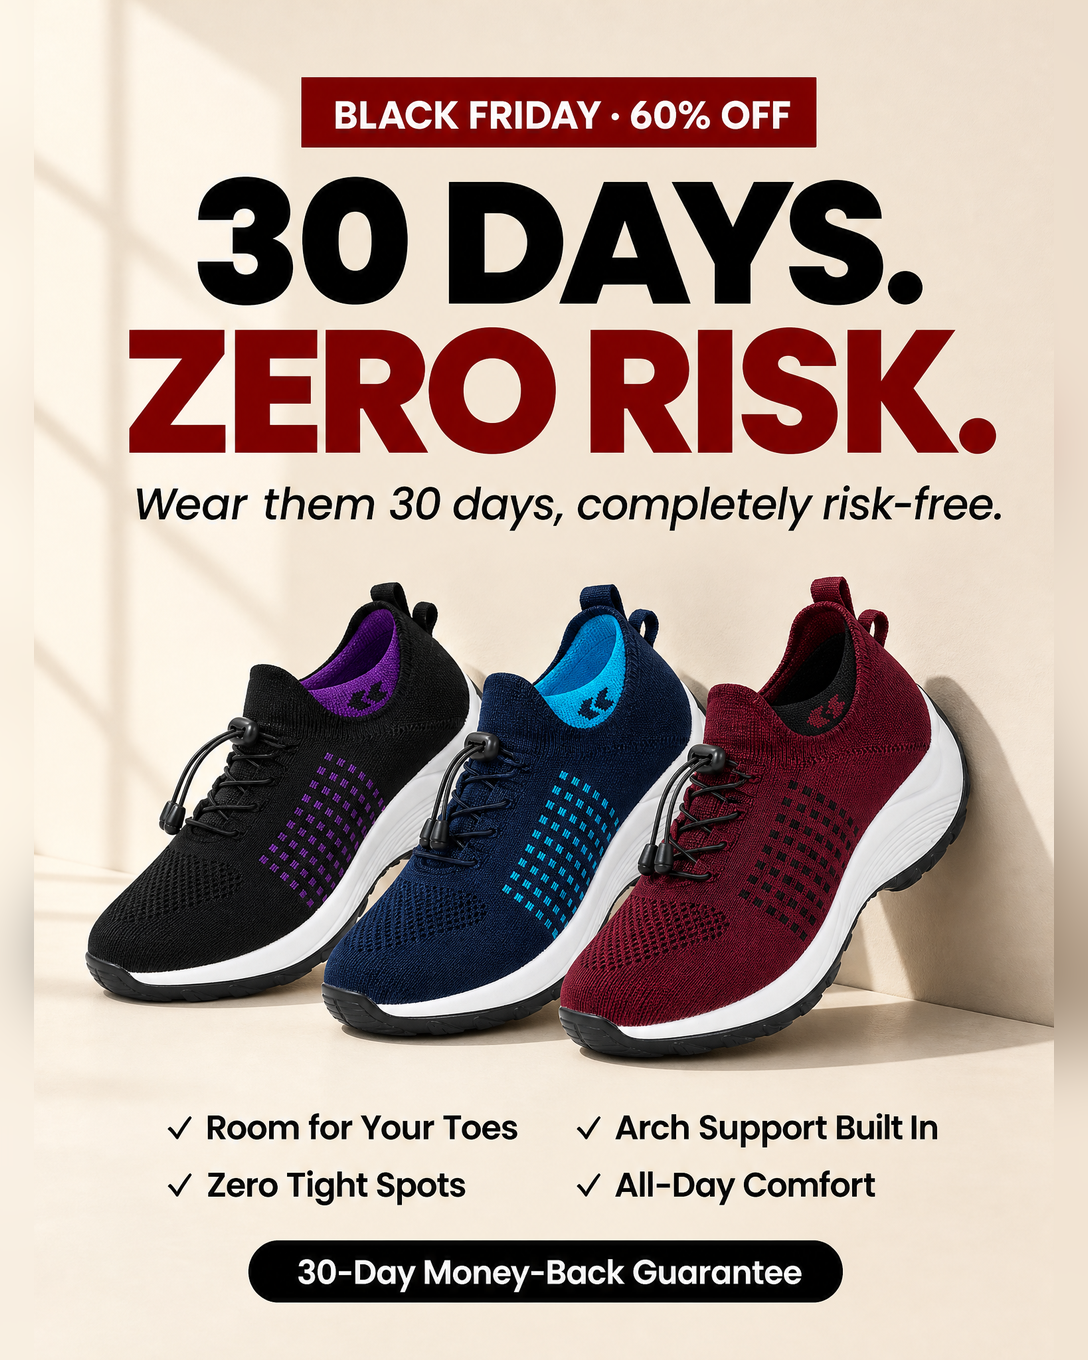 BLACK FRIDAY · 60% OFF
30 DAYS.
ZERO RISK.
Wear them 30 days, completely risk-free.
✓ Room for Your Toes
✓ Arch Support Built In
✓ Zero Tight Spots
✓ All-Day Comfort
30-Day Money-Back Guarantee